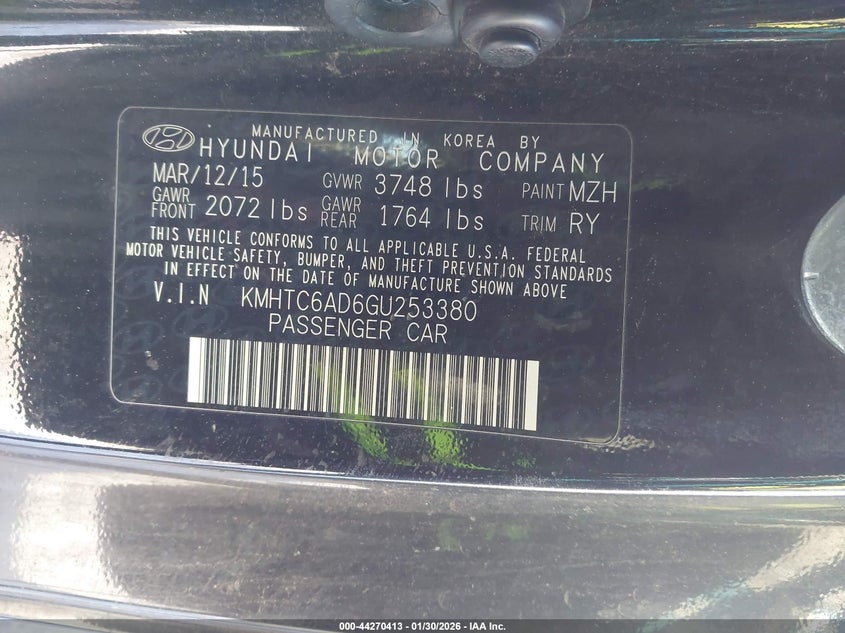 MANUFACTURED IN KOREA BY
HYUNDAI MOTOR COMPANY
MAR/12/15 GVWR 3748 lbs PAINT MZH
GAWR FRONT 2072 lbs GAWR REAR 1764 lbs TRIM RY
THIS VEHICLE CONFORMS TO ALL APPLICABLE U.S.A. FEDERAL
MOTOR VEHICLE SAFETY, BUMPER, AND THEFT PREVENTION STANDARDS
IN EFFECT ON THE DATE OF MANUFACTURE SHOWN ABOVE
V.I.N KMHTC6AD6GU253380
PASSENGER CAR
000-44270413 - 01/30/2026 - IAA Inc.